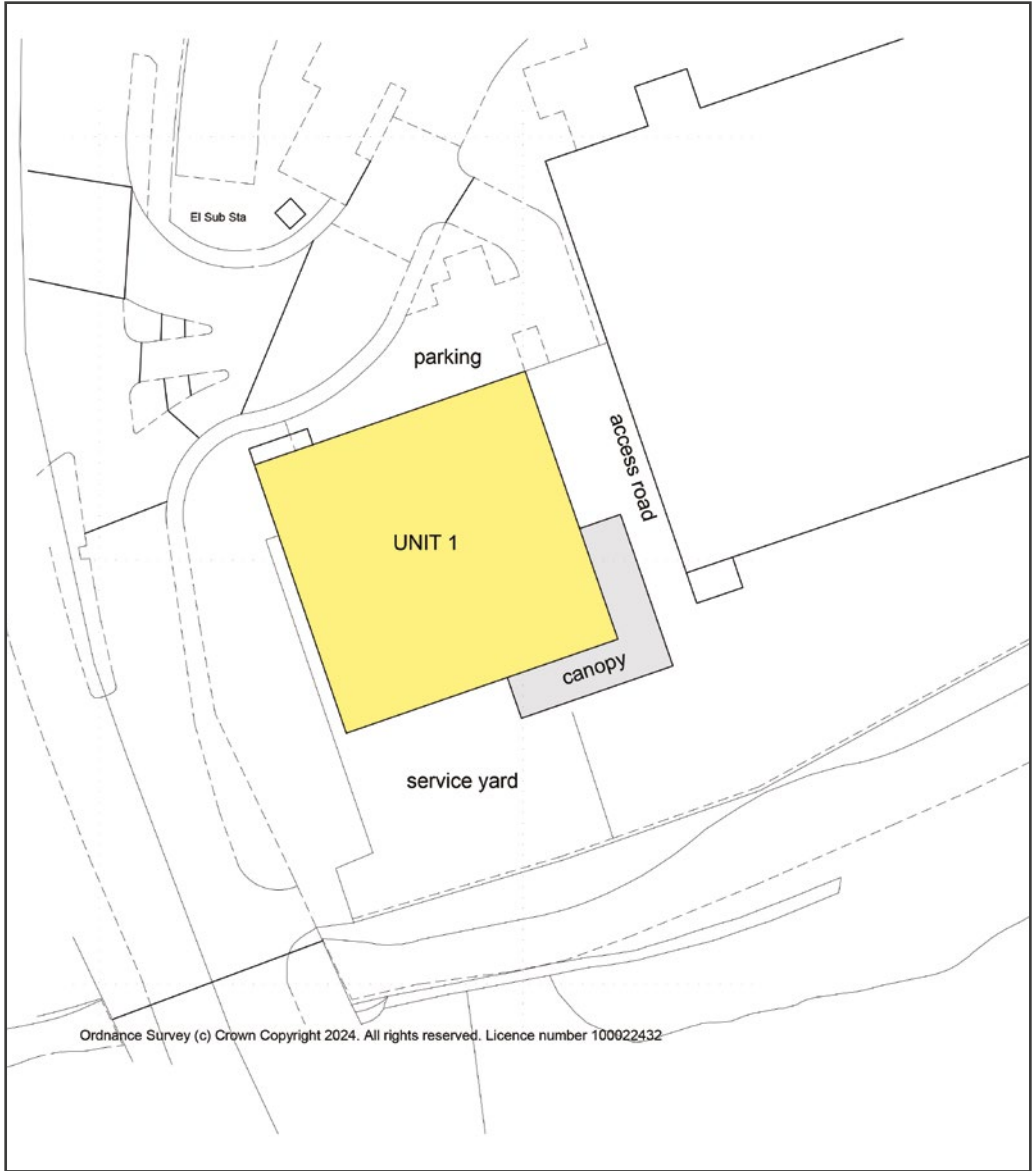 El Sub Sta
parking
access road
UNIT 1
canopy
service yard
Ordnance Survey (c) Crown Copyright 2024. All rights reserved. Licence number 100022432